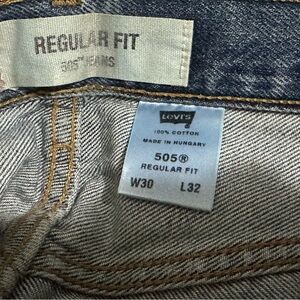 REGULAR FIT
505™ JEANS
Levi's
100% COTTON
MADE IN HUNGARY
505®
REGULAR FIT
W30 L32